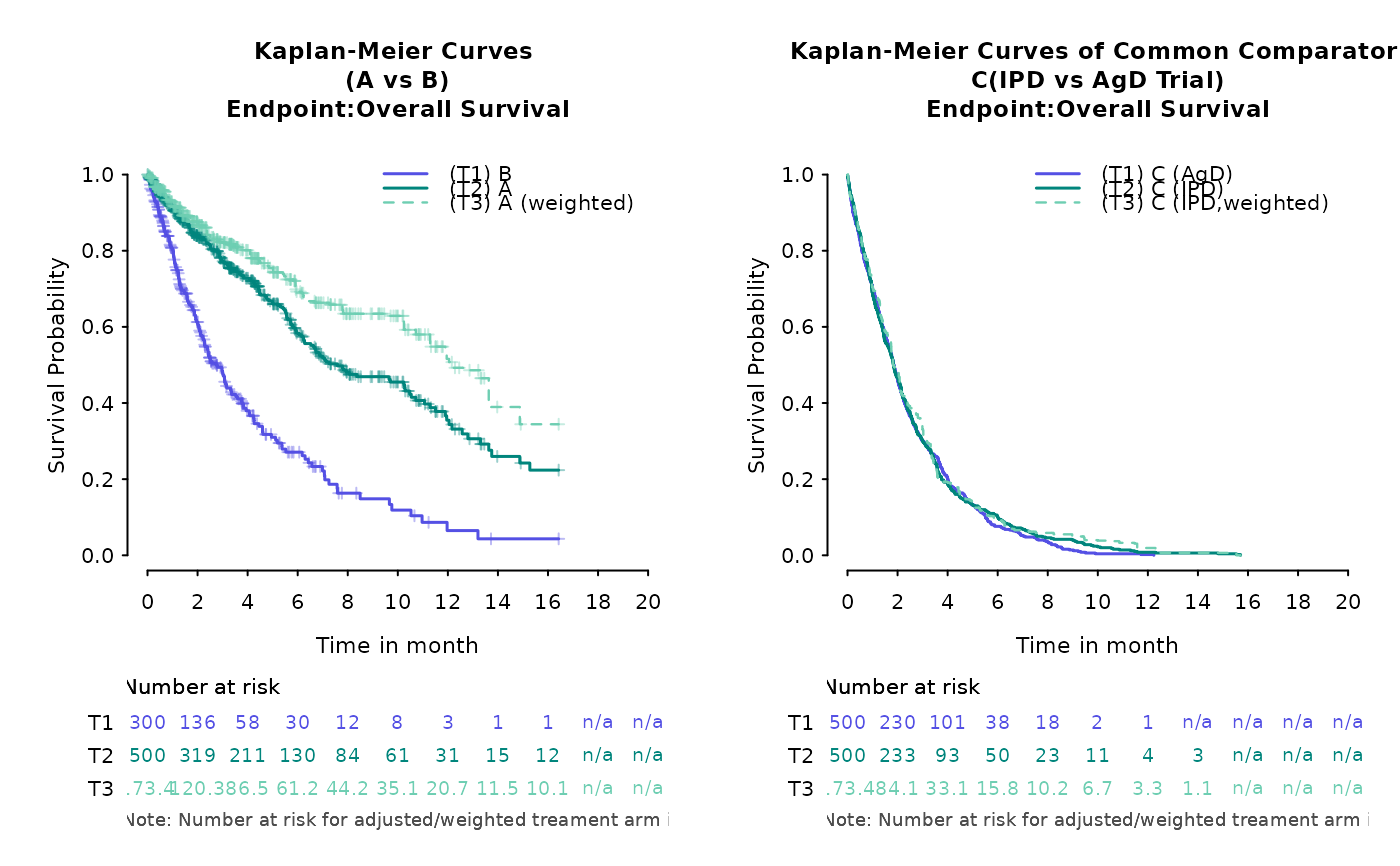 Kaplan-Meier Curves
(A vs B)
Endpoint:Overall Survival
(T1) B
(T2) A
(T3) A (weighted)
Survival Probability
1.0
0.8
0.6
0.4
0.2
0.0
0 2 4 6 8 10 12 14 16 18 20
Time in month
Number at risk
T1 300 136 58 30 12 8 3 1 1 n/a n/a
T2 500 319 211 130 84 61 31 15 12 n/a n/a
T3 .73.4 120.3 86.5 61.2 44.2 35.1 20.7 11.5 10.1 n/a n/a
Note: Number at risk for adjusted/weighted treament arm i
Kaplan-Meier Curves of Common Comparator
C(IPD vs AgD Trial)
Endpoint:Overall Survival
(T1) C (AgD)
(T2) C (IPD)
(T3) C (IPD,weighted)
Survival Probability
1.0
0.8
0.6
0.4
0.2
0.0
0 2 4 6 8 10 12 14 16 18 20
Time in month
Number at risk
T1 500 230 101 38 18 2 1 n/a n/a n/a n/a
T2 500 233 93 50 23 11 4 3 n/a n/a n/a
T3 .73.4 84.1 33.1 15.8 10.2 6.7 3.3 1.1 n/a n/a n/a
Note: Number at risk for adjusted/weighted treament arm i